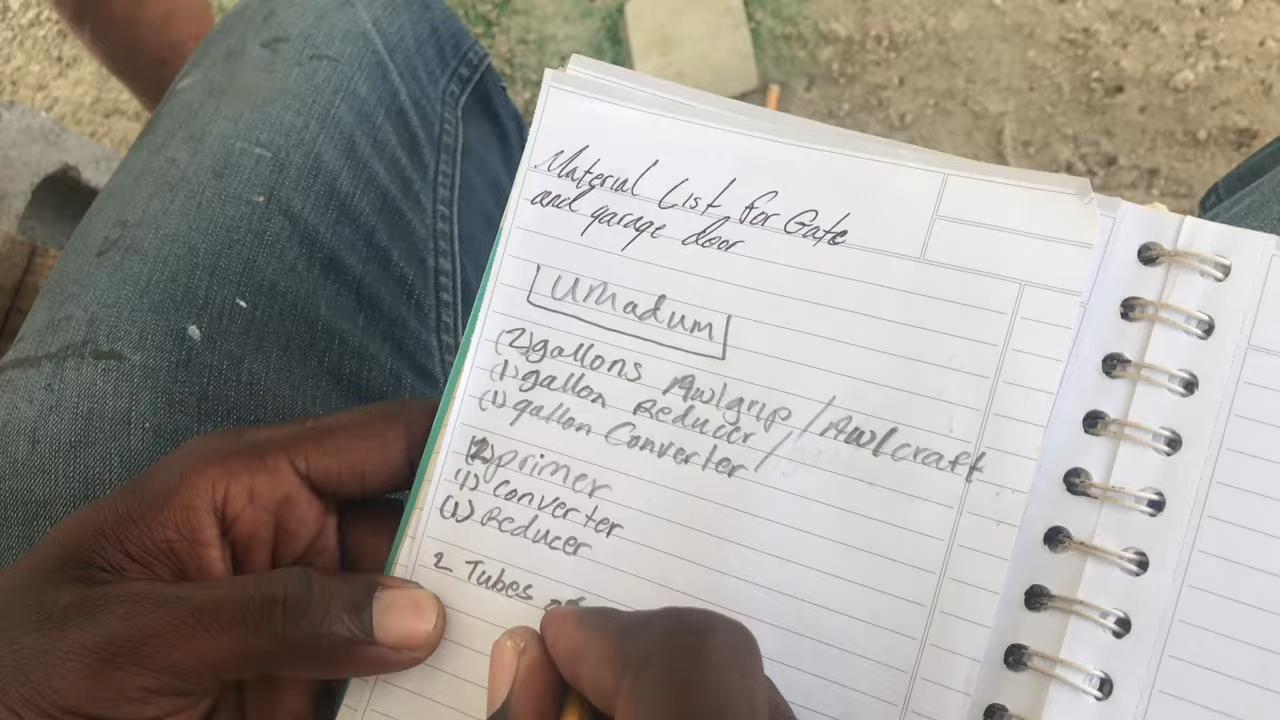 Material List for Gate
and garage door
Umadum
(2) gallons Awlgrip / Awlcraft
(1) gallon Reducer /
(1) gallon Converter /
(2) primer
(1) Converter
(1) Reducer
2 Tubes of